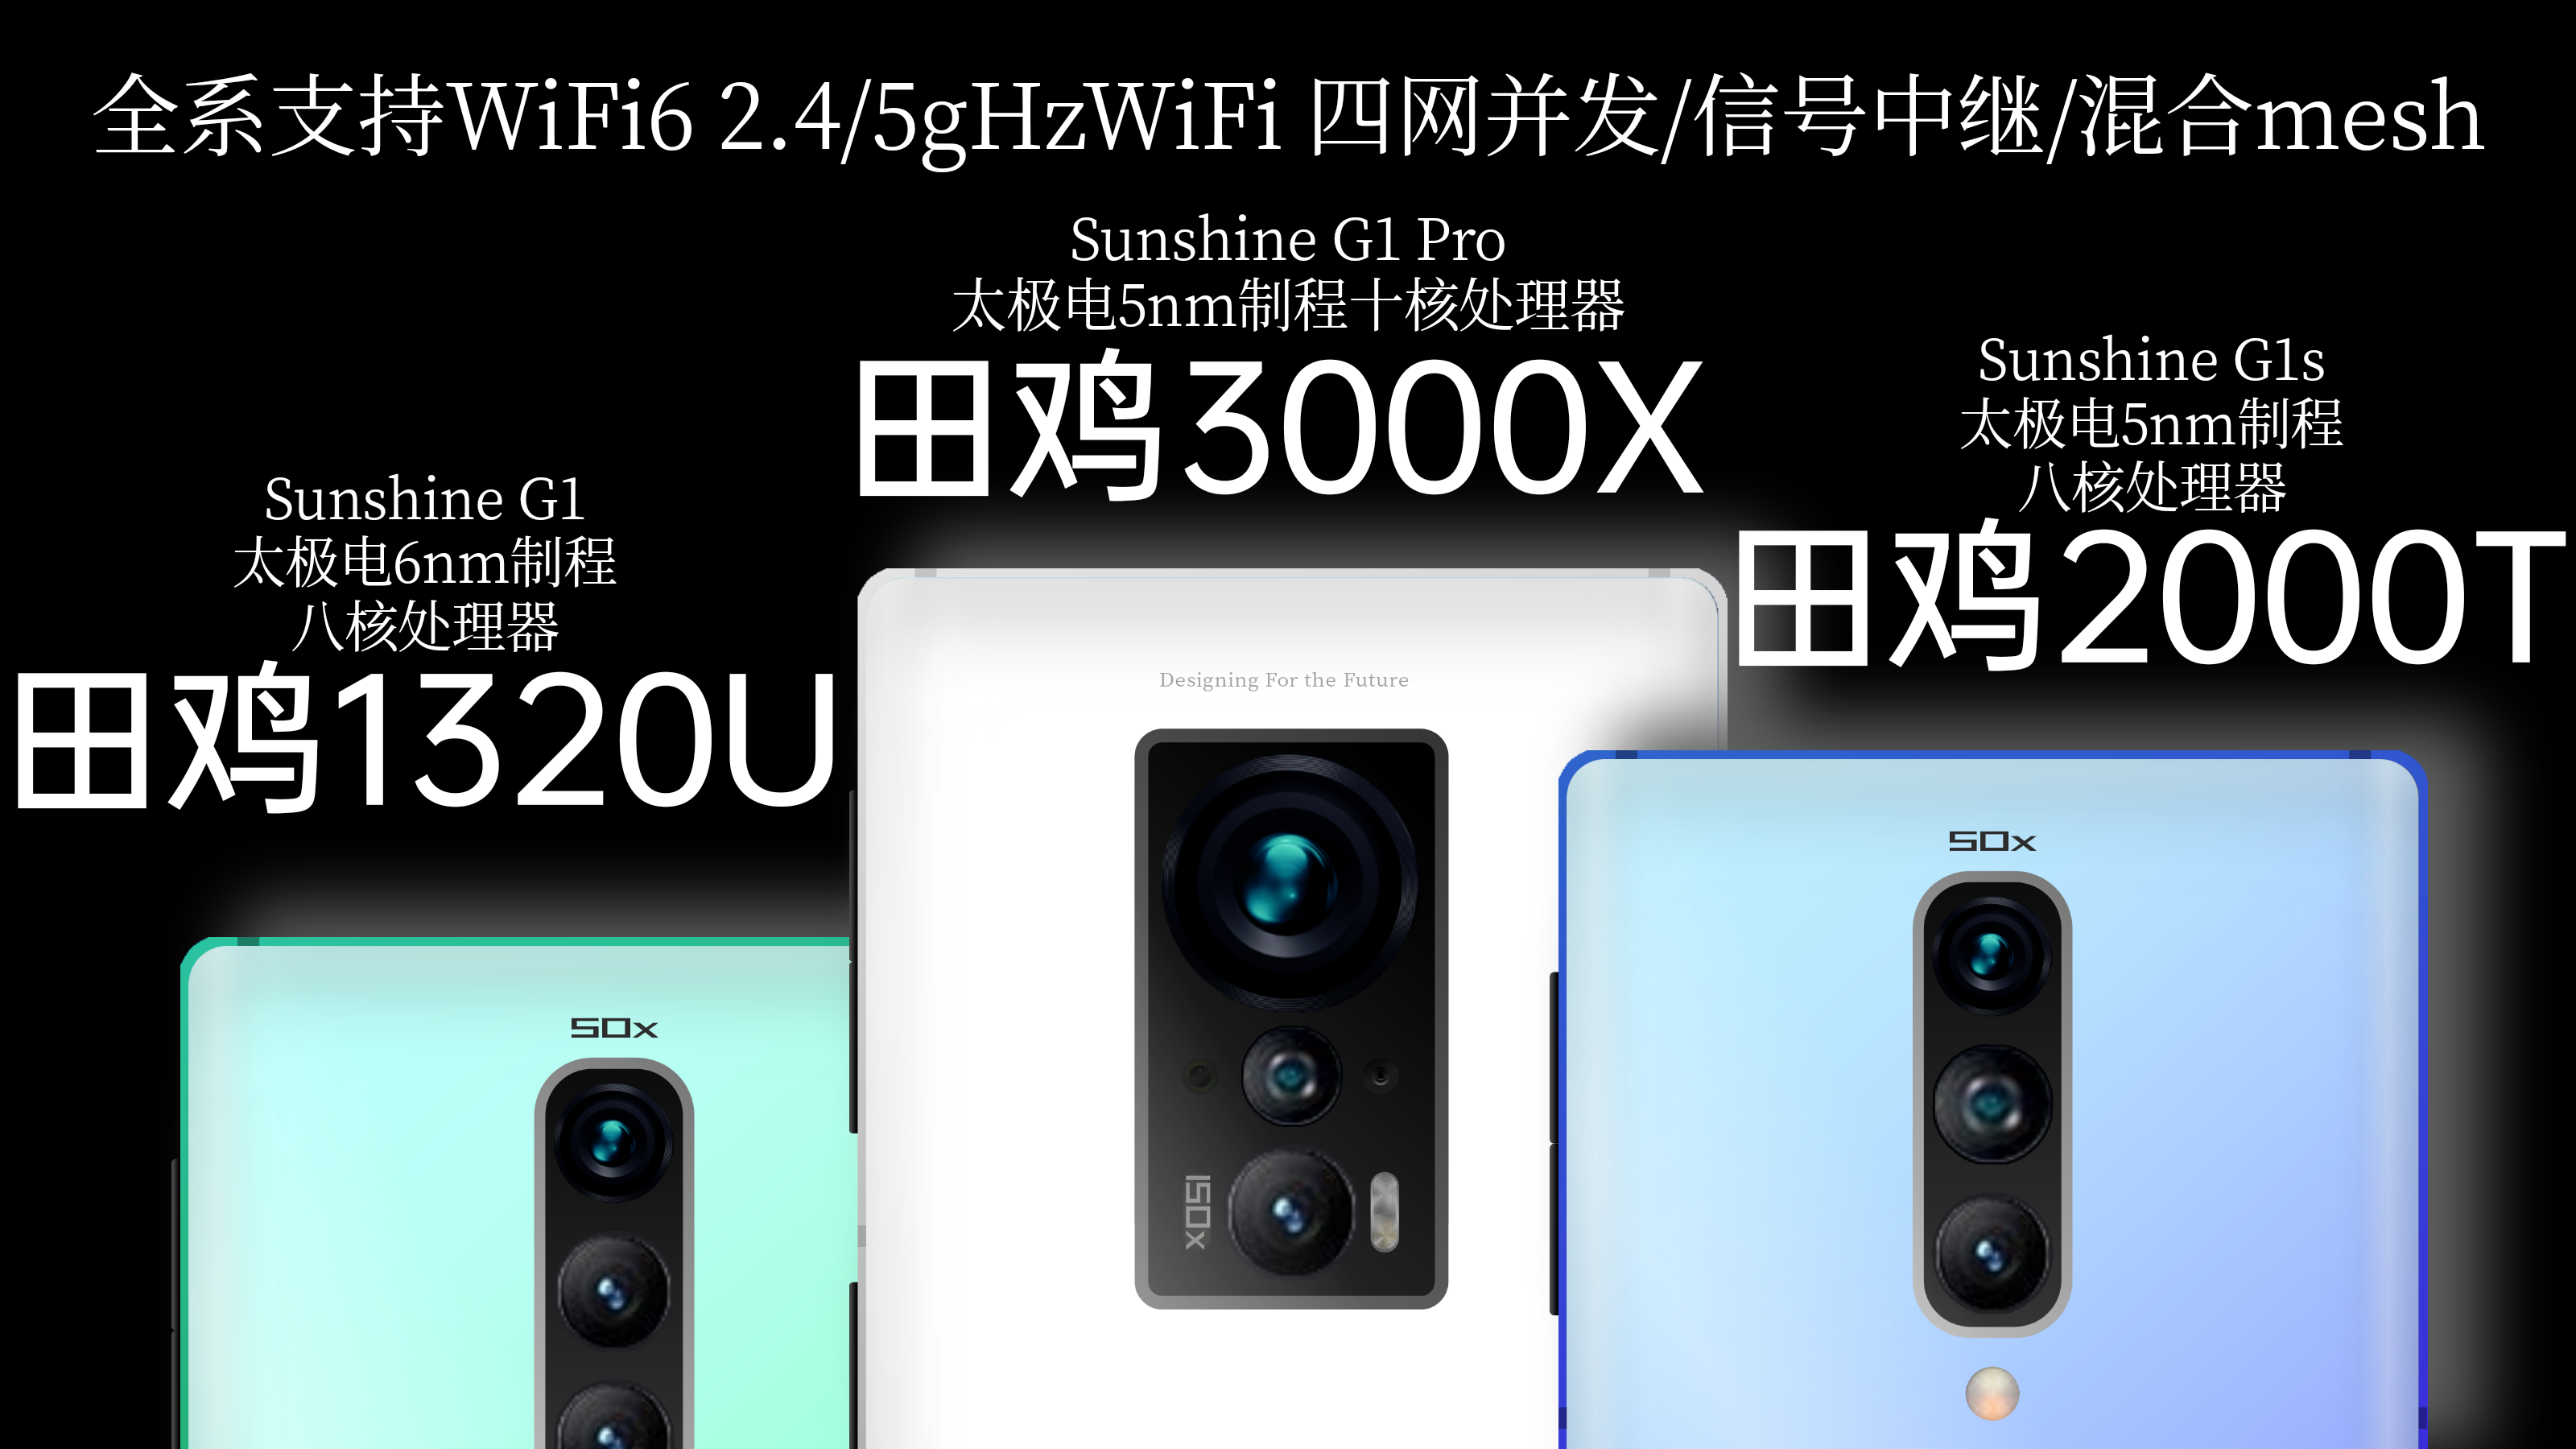 全系支持WiFi6 2.4/5gHzWiFi 四网并发/信号中继/混合mesh
Sunshine G1 Pro
太极电5nm制程十核处理器
田鸡3000X
Sunshine G1s
太极电5nm制程
八核处理器
田鸡2000T
Sunshine G1
太极电6nm制程
八核处理器
田鸡1320U
Designing For the Future
50x
150x
50x